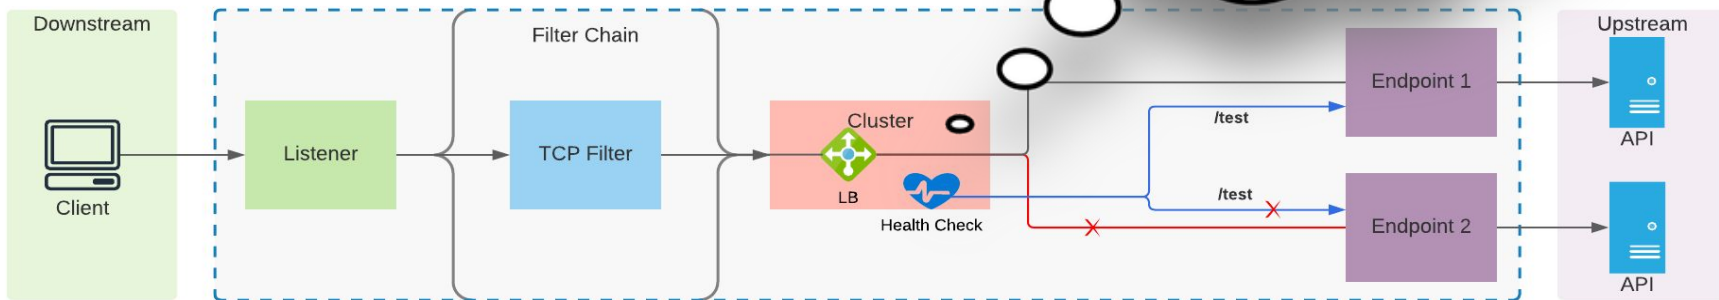 Downstream
Filter Chain
Upstream
Endpoint 1
Cluster
/test
Listener
TCP Filter
API
LB
/test
Client
Health Check
Endpoint 2
API